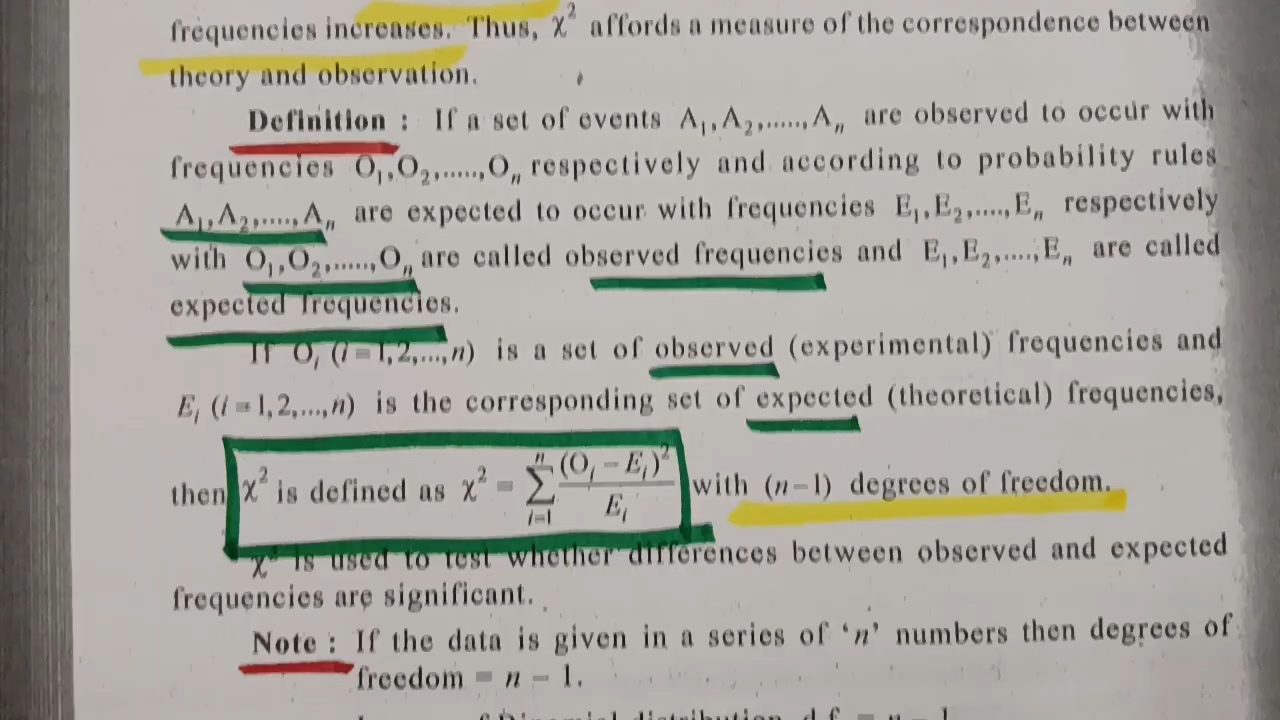 frequencies increases. Thus, χ² affords a measure of the correspondence between
theory and observation.
Definition : If a set of events A₁,A₂,.....,Aₙ are observed to occur with
frequencies O₁,O₂,.....,Oₙ respectively and according to probability rules
A₁,A₂,....,Aₙ are expected to occur with frequencies E₁,E₂,....,Eₙ respectively
with O₁,O₂,.....,Oₙ are called observed frequencies and E₁,E₂,....,Eₙ are called
expected frequencies.
If Oᵢ (i = 1,2,...,n) is a set of observed (experimental) frequencies and
Eᵢ (i = 1,2,...,n) is the corresponding set of expected (theoretical) frequencies,
then χ² is defined as χ² = ∑ᵢ₌₁ⁿ (Oᵢ − Eᵢ)² / Eᵢ with (n−1) degrees of freedom.
χ² is used to test whether differences between observed and expected
frequencies are significant.
Note : If the data is given in a series of ‘n’ numbers then degrees of
freedom = n − 1.
of Binomial distribution d.f = n − 1